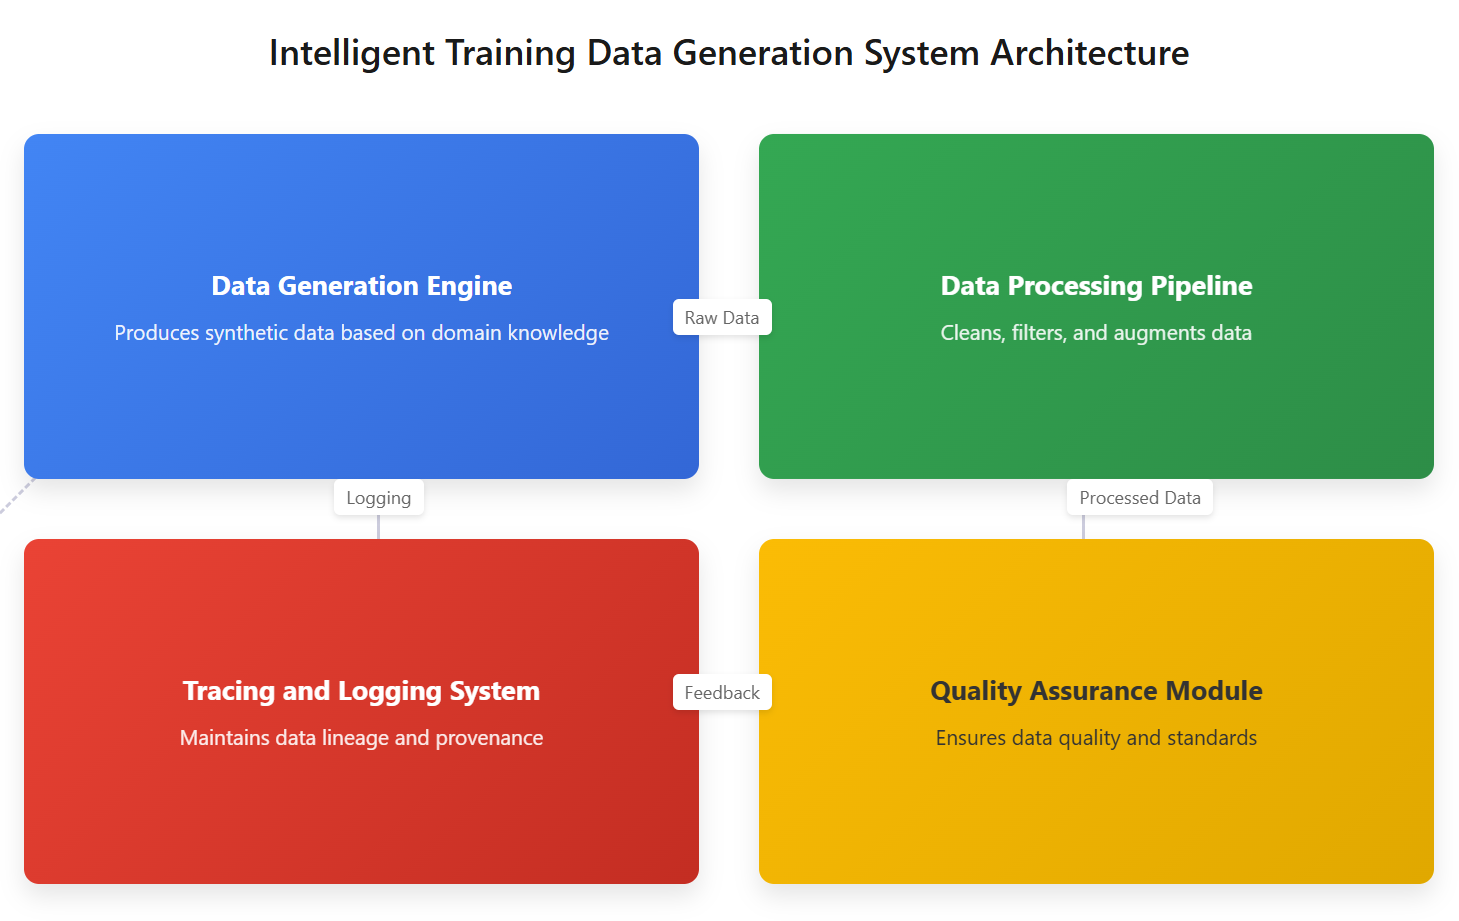 Intelligent Training Data Generation System Architecture
Data Generation Engine
Produces synthetic data based on domain knowledge
Raw Data
Data Processing Pipeline
Cleans, filters, and augments data
Logging
Processed Data
Tracing and Logging System
Maintains data lineage and provenance
Feedback
Quality Assurance Module
Ensures data quality and standards